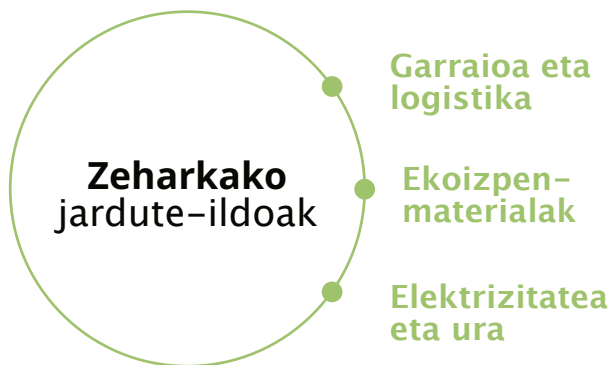 Garraioa eta
logistika
Zeharkako
jardute-ildoak
Ekoizpen-
materialak
Elektrizitatea
eta ura